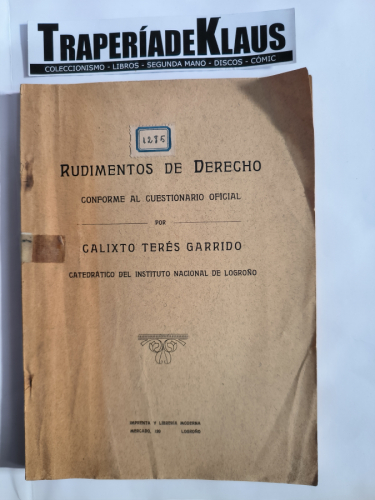 TRAPERÍADEKLAUS
COLECCIONISMO - LIBROS - SEGUNDA MANO - DISCOS - CÓMIC
1275
RUDIMENTOS DE DERECHO
CONFORME AL CUESTIONARIO OFICIAL
POR
CALIXTO TERÉS GARRIDO
CATEDRÁTICO DEL INSTITUTO NACIONAL DE LOGROÑO
IMPRENTA Y LIBRERÍA MODERNA
LOGROÑO